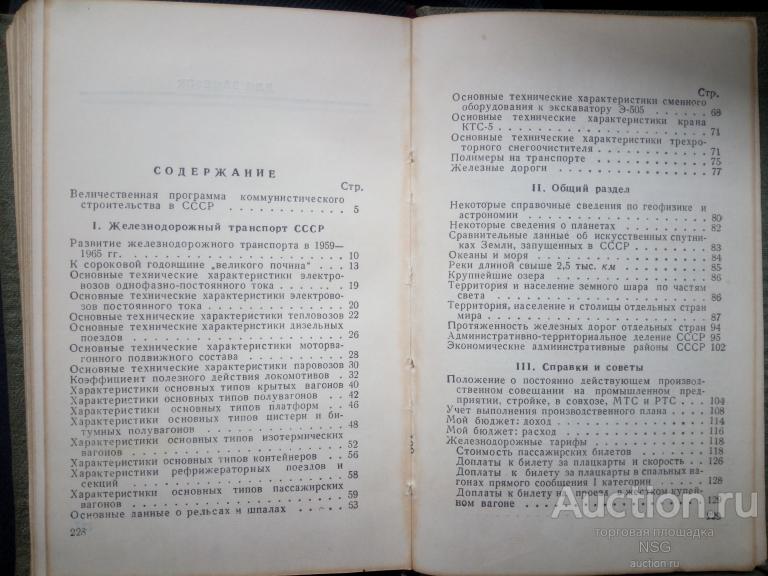 СОДЕРЖАНИЕ
Стр.
Величественная программа коммунистического
строительства в СССР . . . . . . . . . . 5
I. Железнодорожный транспорт СССР
Развитие железнодорожного транспорта в 1959—
1965 гг. . . . . . . . . . . . . . . . . 10
К сороковой годовщине „великого почина“ . . 13
Основные технические характеристики электро-
возов однофазно-постоянного тока . . . . . 19
Основные технические характеристики электрово-
зов постоянного тока . . . . . . . . . . 20
Основные технические характеристики тепловозов 22
Основные технические характеристики дизельных
поездов . . . . . . . . . . . . . . . . 26
Основные технические характеристики моторва-
гонного подвижного состава . . . . . . . . 28
Основные технические характеристики паровозов 30
Коэффициент полезного действия локомотивов . 32
Характеристики основных типов крытых вагонов 40
Характеристики основных типов полувагонов . . 42
Характеристики основных типов платформ . . . 46
Характеристики основных типов цистерн и би-
тумных полувагонов . . . . . . . . . . . 48
Характеристики основных типов изотермических
вагонов . . . . . . . . . . . . . . . . 52
Характеристики основных типов контейнеров . . 56
Характеристики рефрижераторных поездов и
секций . . . . . . . . . . . . . . . . 58
Характеристики основных типов пассажирских
вагонов . . . . . . . . . . . . . . . . 59
Основные данные о рельсах и шпалах . . . . 63
228
Стр.
Основные технические характеристики сменного
оборудования к экскаватору Э-505 . . . . . 68
Основные технические характеристики крана
КТС-5 . . . . . . . . . . . . . . . . 71
Основные технические характеристики трехро-
торного снегоочистителя . . . . . . . . . 71
Полимеры на транспорте . . . . . . . . . 75
Железные дороги . . . . . . . . . . . . 77
II. Общий раздел
Некоторые справочные сведения по геофизике и
астрономии . . . . . . . . . . . . . . 80
Некоторые сведения о планетах . . . . . . . 82
Сравнительные данные об искусственных спутни-
ках Земли, запущенных в СССР . . . . . . 83
Океаны и моря . . . . . . . . . . . . . 84
Реки длиной свыше 2,5 тыс. км . . . . . . . 85
Крупнейшие озера . . . . . . . . . . . . 86
Территория и население земного шара по частям
света . . . . . . . . . . . . . . . . . 86
Территория, население и столицы отдельных стран
мира . . . . . . . . . . . . . . . . . 87
Протяженность железных дорог отдельных стран 94
Административно-территориальное деление СССР 95
Экономические административные районы СССР 102
III. Справки и советы
Положение о постоянно действующем производ-
ственном совещании на промышленном пред-
приятии, стройке, в совхозе, МТС и РТС . . . 104
Учет выполнения производственного плана . . . 108
Мой бюджет: доход . . . . . . . . . . . 114
Мой бюджет: расход . . . . . . . . . . . 116
Железнодорожные тарифы . . . . . . . . . 118
Стоимость пассажирских билетов . . . . . 118
Доплаты к билету за плацкарты и скорость . . 126
Доплаты к билету за плацкарты в спальных ва-
гонах прямого сообщения I категории . . . . 128
Доплаты к билету на проезд в жестком купей-
ном вагоне . . . . . . . . . . . . . . 129
Auction.ru
торговая площадка
NSG
auction.ru